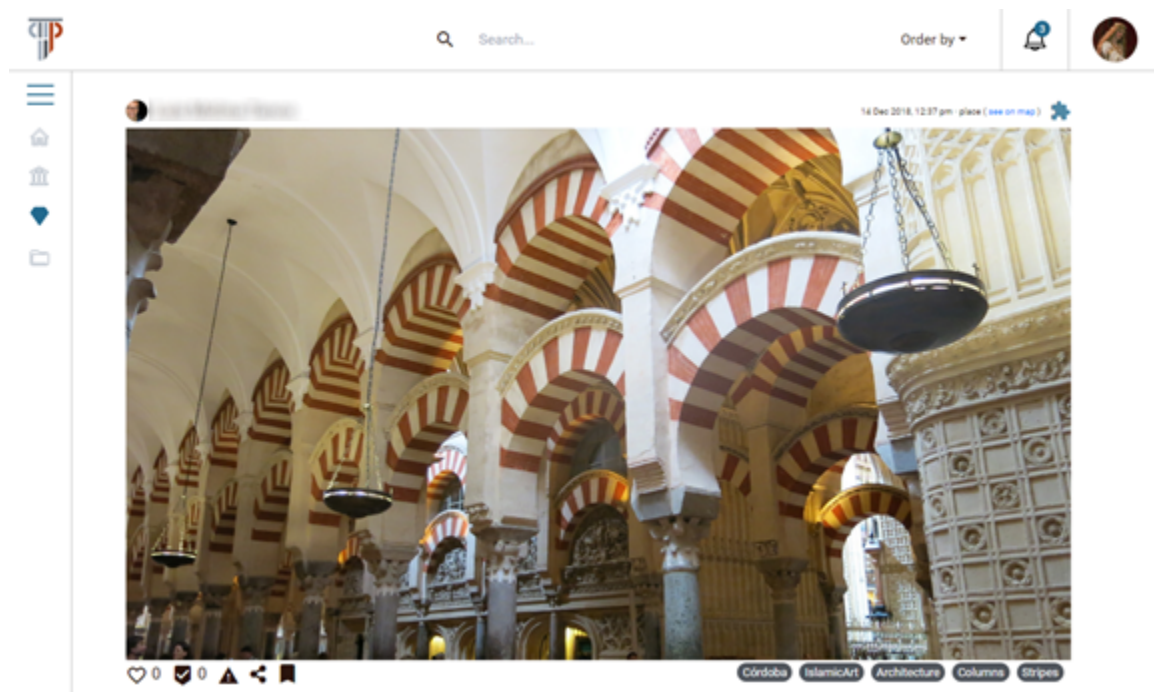 Search...
Order by
3
14 Dec 2018, 12:37 pm - place ( see on map )
0
0
Córdoba
IslamicArt
Architecture
Columns
Stripes